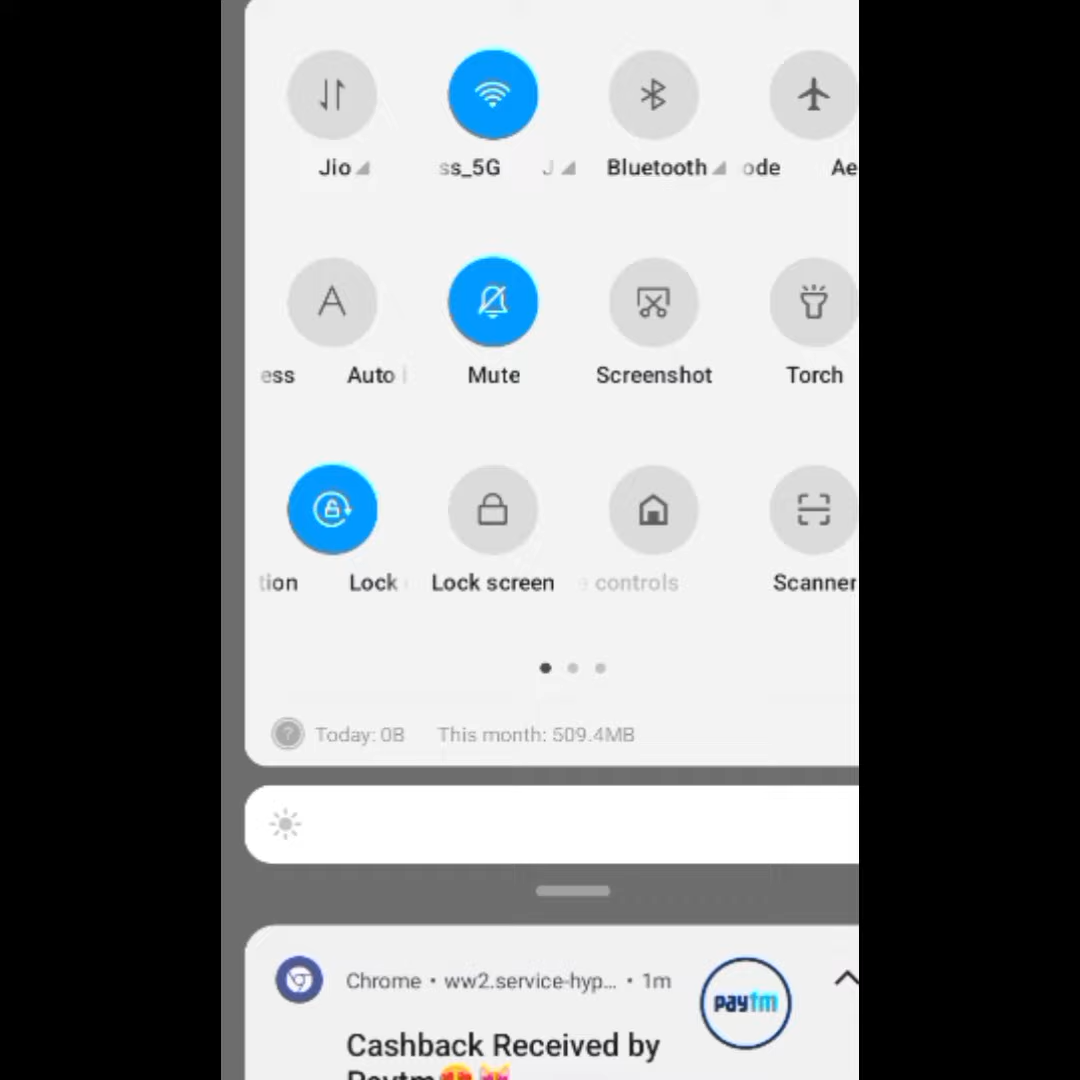 Jio ss_5G J Bluetooth ode Ae
ess Auto Mute Screenshot Torch
tion Lock Lock screen controls Scanner
? Today: 0B This month: 509.4MB
Chrome • ww2.service-hyp... • 1m
paytm
Cashback Received by
Paytm😍😻